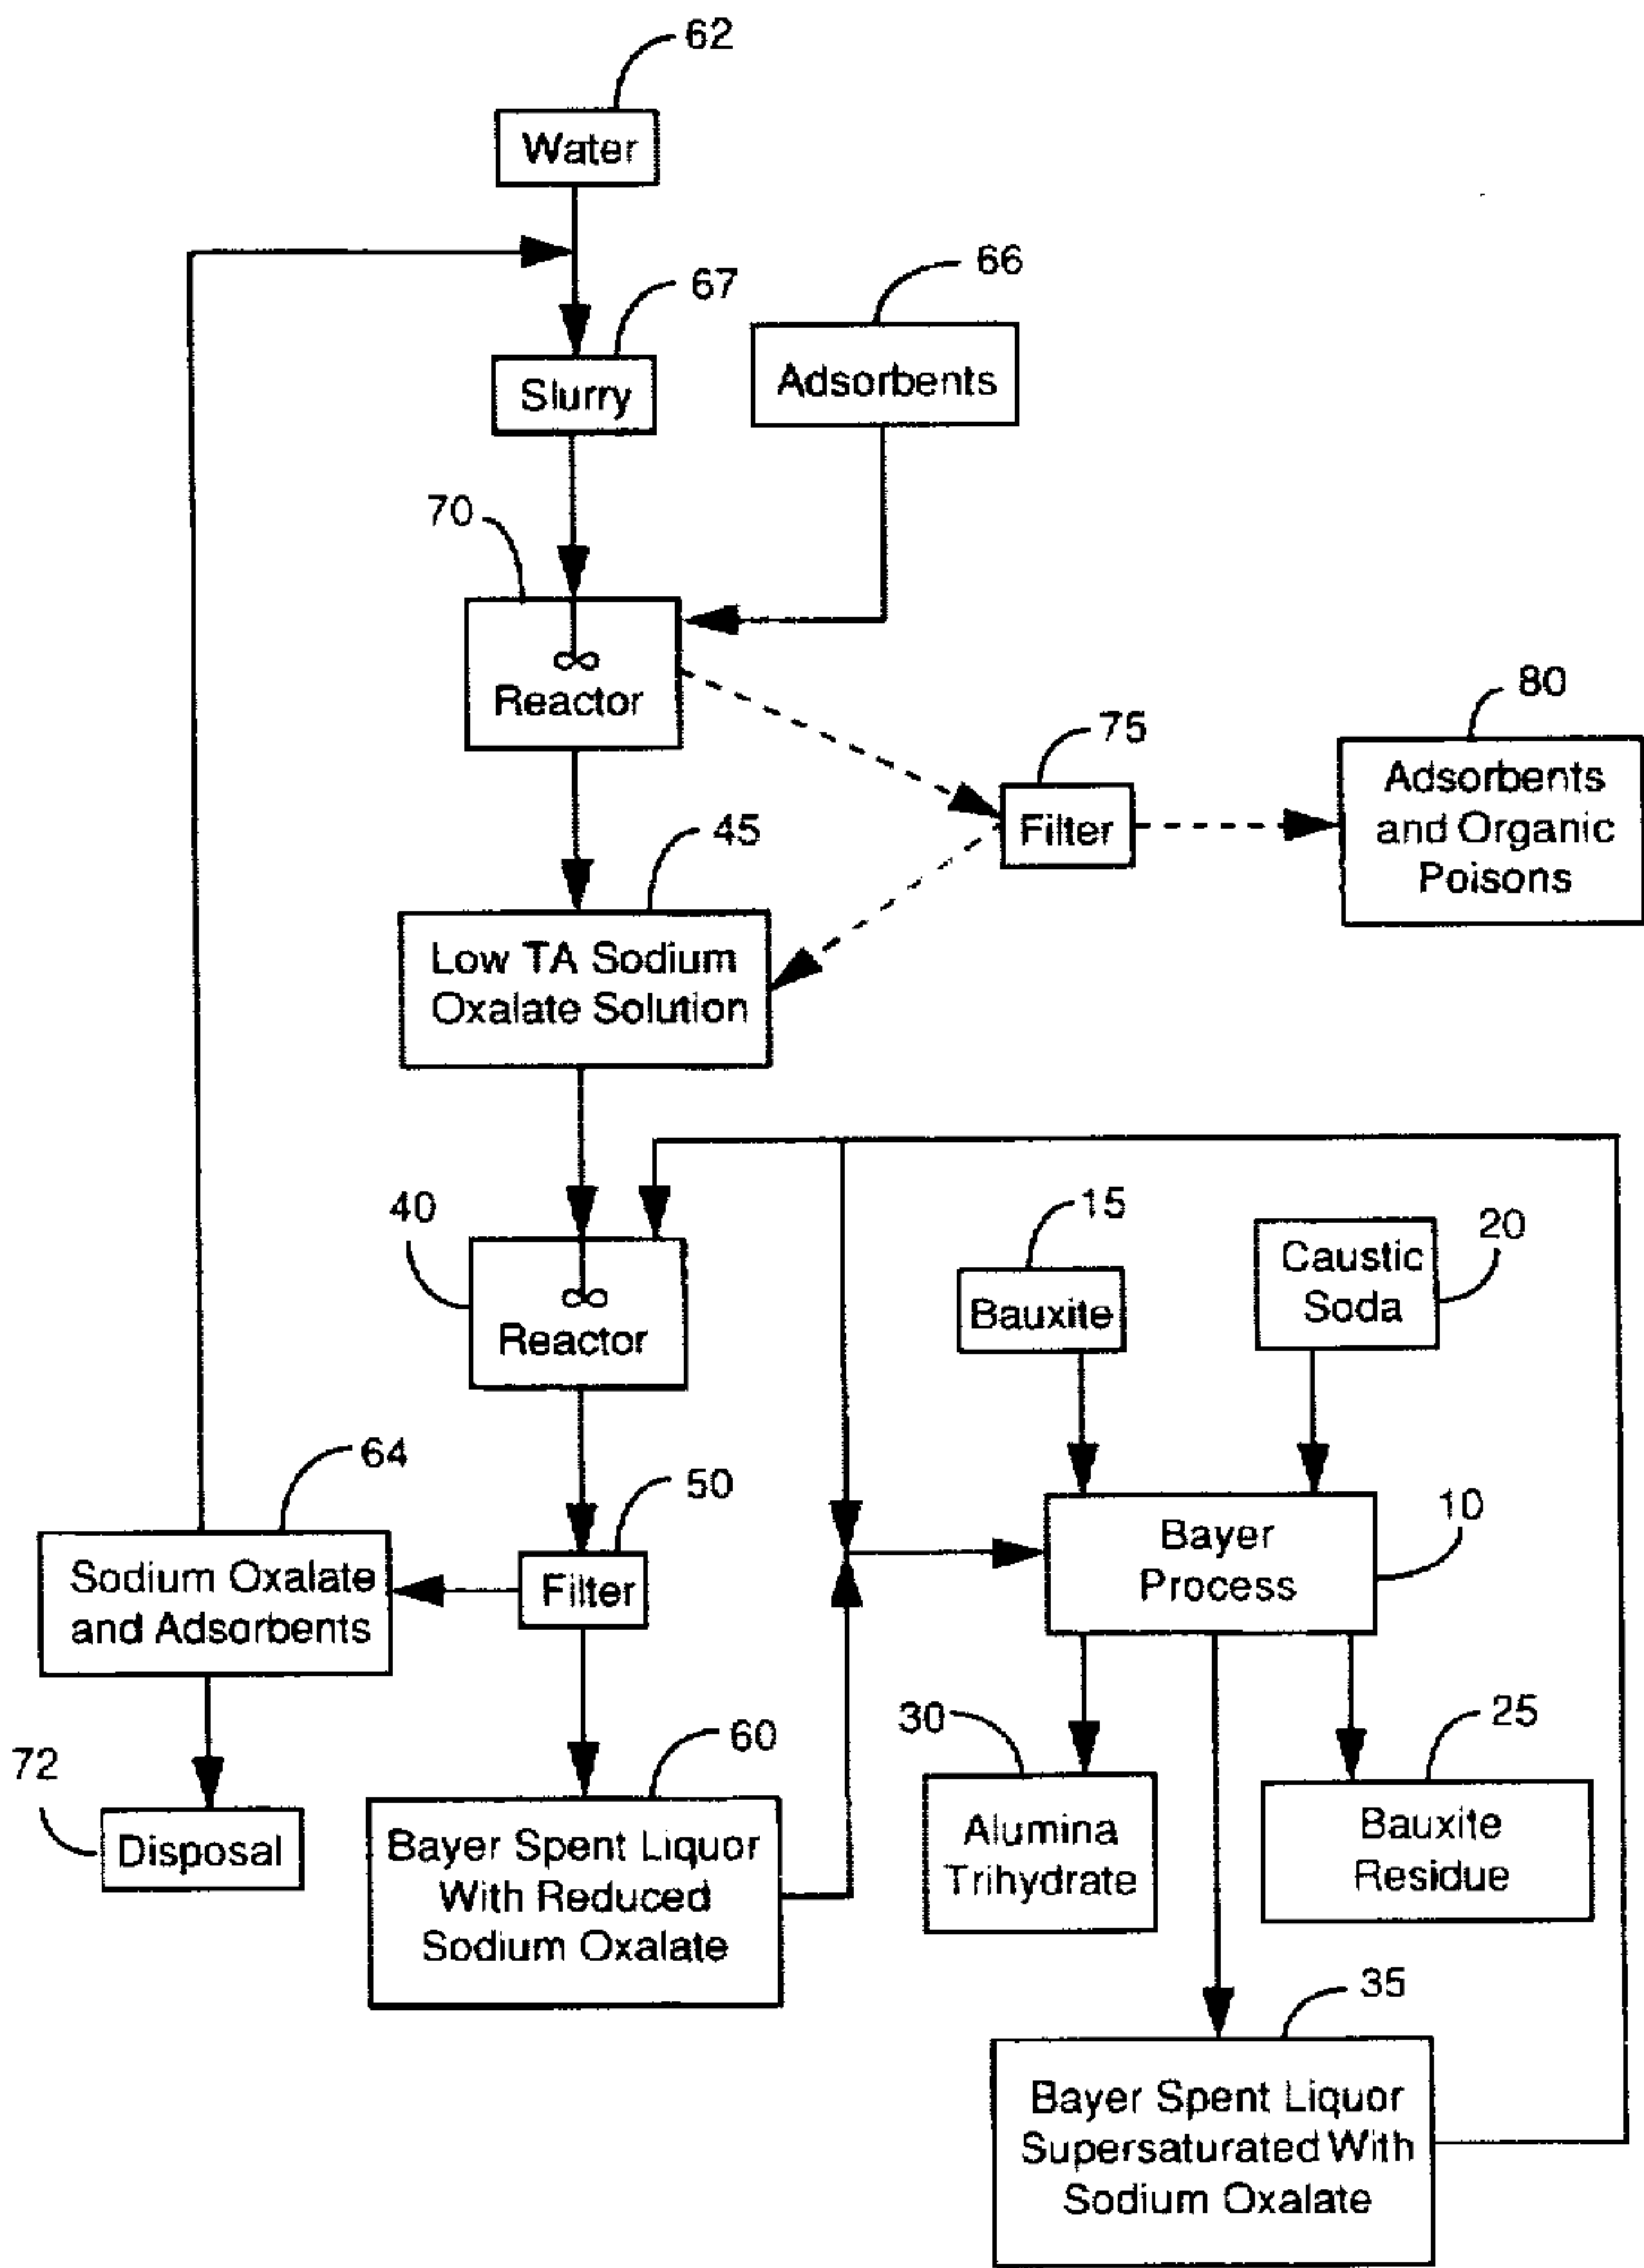 62
Water
67
66
Slurry
Adsorbents
70
Reactor
80
75
Adsorbents
and Organic
Poisons
Filter
45
Low TA Sodium
Oxalate Solution
40
15
20
Caustic
Soda
Bauxite
Reactor
64
50
10
Bayer
Process
Sodium Oxalate
and Adsorbents
Filter
30
25
60
72
Disposal
Bayer Spent Liquor
With Reduced
Sodium Oxalate
Alumina
Trihydrate
Bauxite
Residue
35
Bayer Spent Liquor
Supersaturated With
Sodium Oxalate